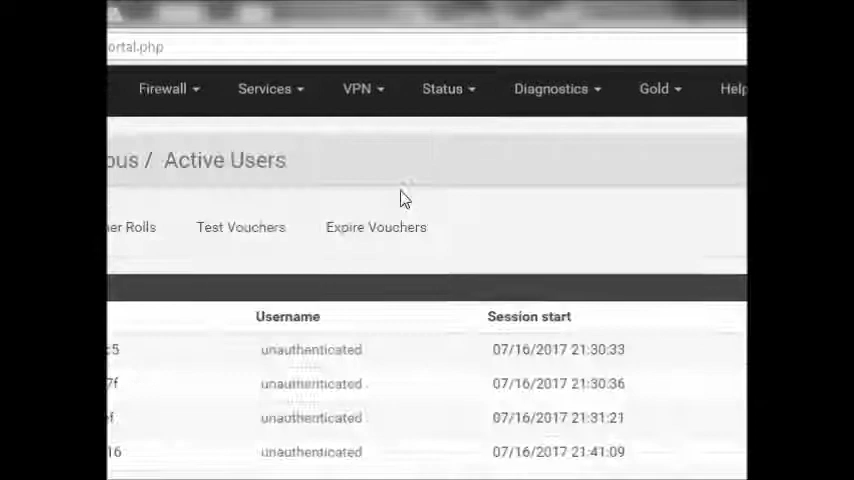 ortal.php
Firewall Services VPN Status Diagnostics Gold Help
ous / Active Users
her Rolls Test Vouchers Expire Vouchers
Username Session start
c5 unauthenticated 07/16/2017 21:30:33
7f unauthenticated 07/16/2017 21:30:36
ef unauthenticated 07/16/2017 21:31:21
16 unauthenticated 07/16/2017 21:41:09